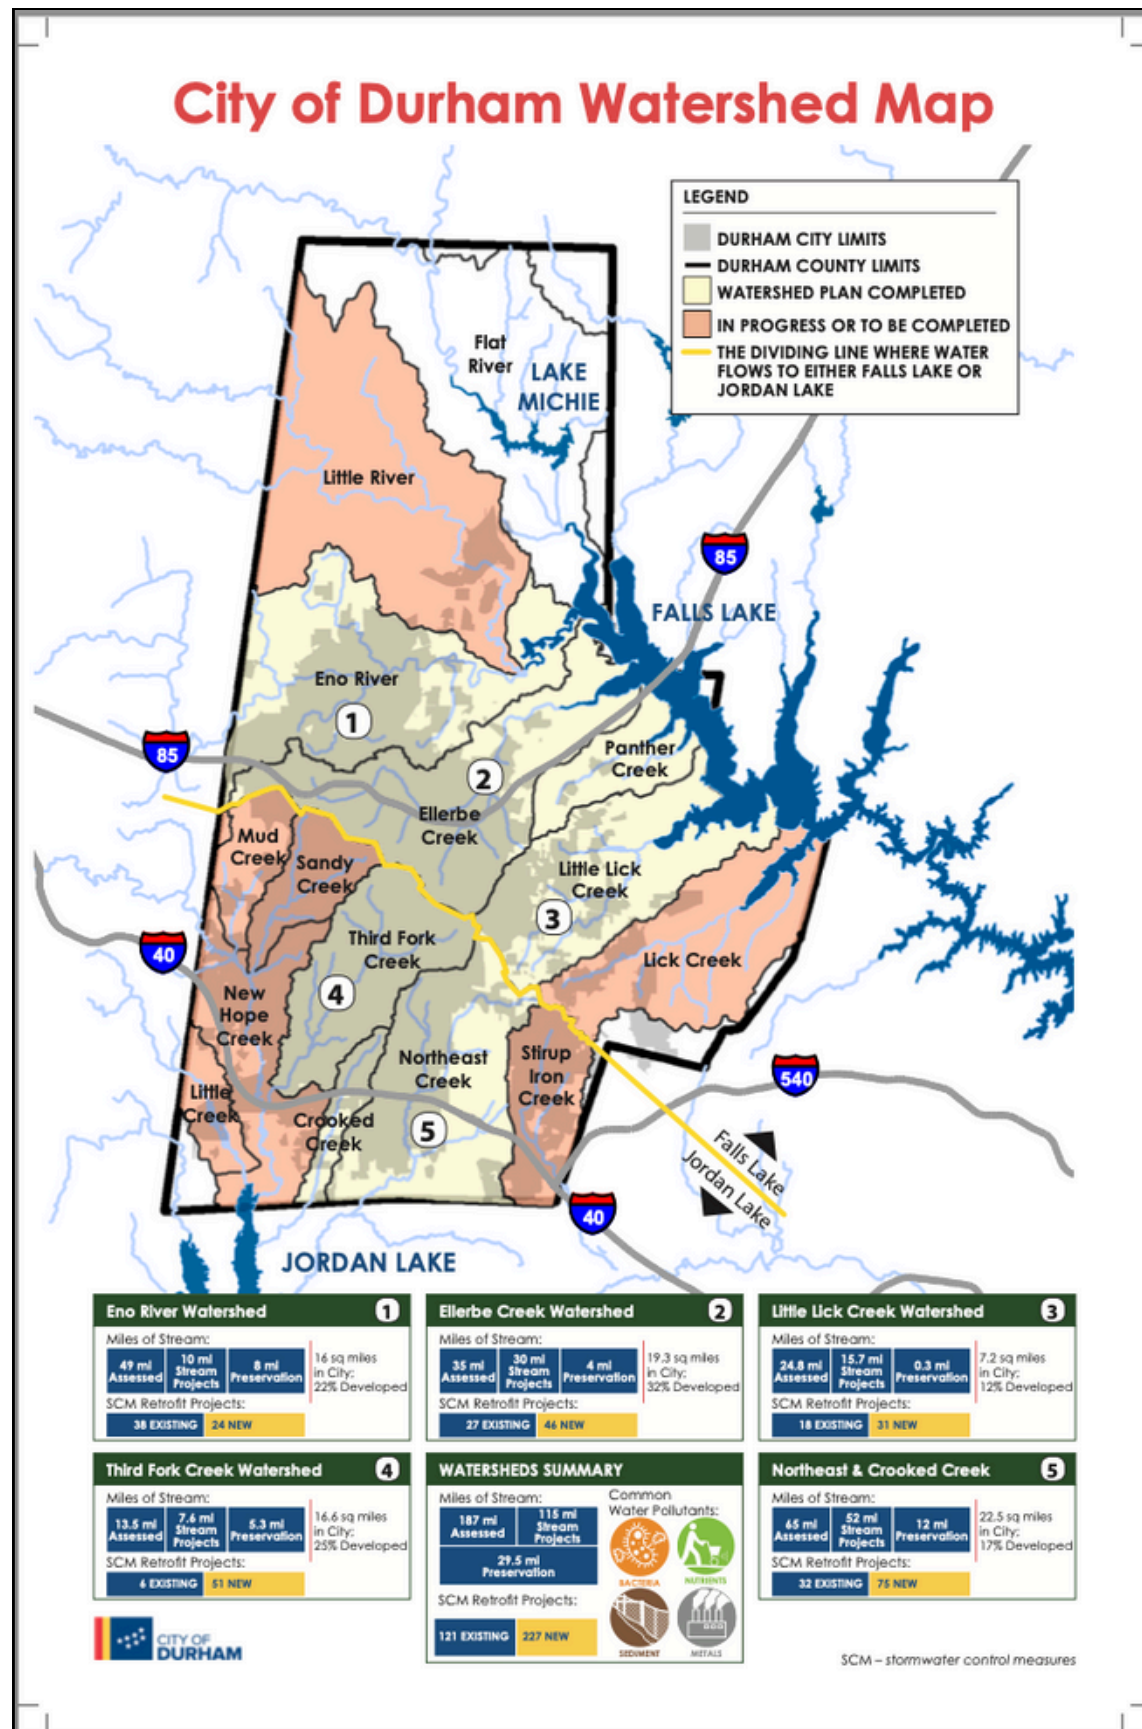 City of Durham Watershed Map
LEGEND
DURHAM CITY LIMITS
DURHAM COUNTY LIMITS
WATERSHED PLAN COMPLETED
IN PROGRESS OR TO BE COMPLETED
THE DIVIDING LINE WHERE WATER
FLOWS TO EITHER FALLS LAKE OR
JORDAN LAKE
Flat
River
LAKE
MICHIE
Little River
85
FALLS LAKE
Eno River
1
85
2
Panther
Creek
Ellerbe
Creek
Mud
Creek
Sandy
Creek
Little Lick
Creek
3
Third Fork
Creek
40
Lick Creek
4
New
Hope
Creek
Northeast
Creek
Stirup
Iron
Creek
540
Little
Creek
Crooked
Creek
5
Falls Lake
Jordan Lake
40
JORDAN LAKE
Eno River Watershed 1
Miles of Stream:
49 mi
Assessed
10 mi
Stream
Projects
8 mi
Preservation
16 sq miles
in City;
22% Developed
SCM Retrofit Projects:
38 EXISTING 24 NEW
Ellerbe Creek Watershed 2
Miles of Stream:
35 mi
Assessed
30 mi
Stream
Projects
4 mi
Preservation
19.3 sq miles
in City;
32% Developed
SCM Retrofit Projects:
27 EXISTING 46 NEW
Little Lick Creek Watershed 3
Miles of Stream:
24.8 mi
Assessed
15.7 mi
Stream
Projects
0.3 mi
Preservation
7.2 sq miles
in City;
12% Developed
SCM Retrofit Projects:
18 EXISTING 31 NEW
Third Fork Creek Watershed 4
Miles of Stream:
13.5 mi
Assessed
7.6 mi
Stream
Projects
5.3 mi
Preservation
16.6 sq miles
in City;
25% Developed
SCM Retrofit Projects:
6 EXISTING 51 NEW
WATERSHEDS SUMMARY
Miles of Stream:
187 mi
Assessed
115 mi
Stream
Projects
29.5 mi
Preservation
SCM Retrofit Projects:
121 EXISTING 227 NEW
Common
Water Pollutants:
BACTERIA
NUTRIENTS
SEDIMENT
METALS
Northeast & Crooked Creek 5
Miles of Stream:
65 mi
Assessed
52 mi
Stream
Projects
12 mi
Preservation
22.5 sq miles
in City;
17% Developed
SCM Retrofit Projects:
32 EXISTING 75 NEW
CITY OF
DURHAM
SCM – stormwater control measures